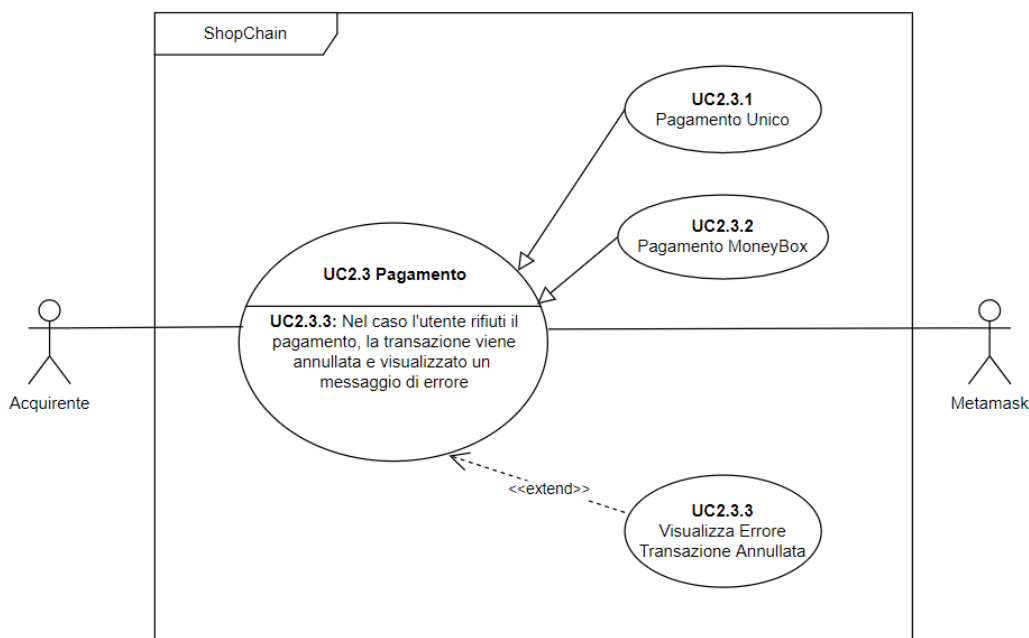 ShopChain
UC2.3.1
Pagamento Unico
UC2.3.2
Pagamento MoneyBox
UC2.3 Pagamento
UC2.3.3: Nel caso l'utente rifiuti il
pagamento, la transazione viene
annullata e visualizzato un
messaggio di errore
Acquirente
Metamask
<<extend>>
UC2.3.3
Visualizza Errore
Transazione Annullata